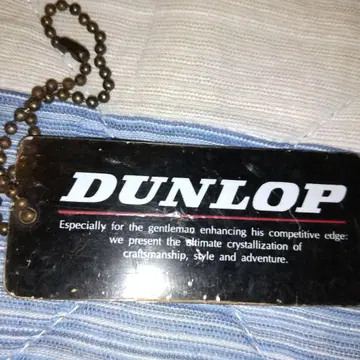 DUNLOP
Especially for the gentleman enhancing his competitive edge:
we present the ultimate crystallization of
craftsmanship, style and adventure.